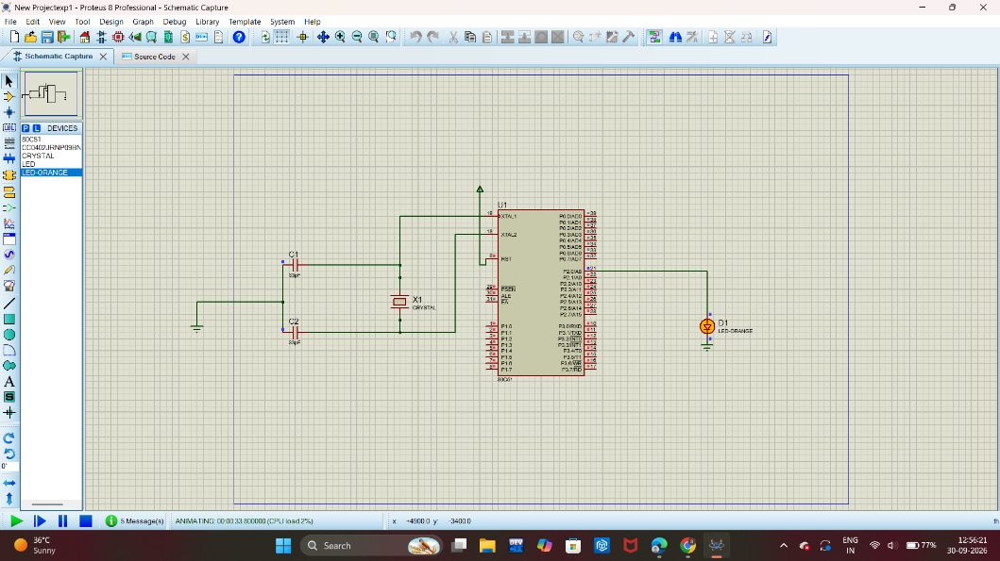 New Projectexp1 - Proteus 8 Professional - Schematic Capture
File Edit View Tool Design Graph Debug Library Template System Help
Schematic Capture
Source Code
P L DEVICES
80C51
CC0402JRNP09BN
CRYSTAL
LED
LED-ORANGE
C1
33pF
C2
33pF
X1
CRYSTAL
U1
19 XTAL1
18 XTAL2
9 RST
29 PSEN
30 ALE
31 EA
1 P1.0
2 P1.1
3 P1.2
4 P1.3
5 P1.4
6 P1.5
7 P1.6
8 P1.7
P0.0/AD0 39
P0.1/AD1 38
P0.2/AD2 37
P0.3/AD3 36
P0.4/AD4 35
P0.5/AD5 34
P0.6/AD6 33
P0.7/AD7 32
P2.0/A8 21
P2.1/A9 22
P2.2/A10 23
P2.3/A11 24
P2.4/A12 25
P2.5/A13 26
P2.6/A14 27
P2.7/A15 28
P3.0/RXD 10
P3.1/TXD 11
P3.2/INT0 12
P3.3/INT1 13
P3.4/T0 14
P3.5/T1 15
P3.6/WR 16
P3.7/RD 17
80C51
D1
LED-ORANGE
0°
5 Message(s) ANIMATING: 00:00:33.800000 (CPU load 2%) x: +4900.0 y: -3400.0 th
36°C
Sunny
Search
DEV
ENG
IN
77%
12:56:21
30-09-2026